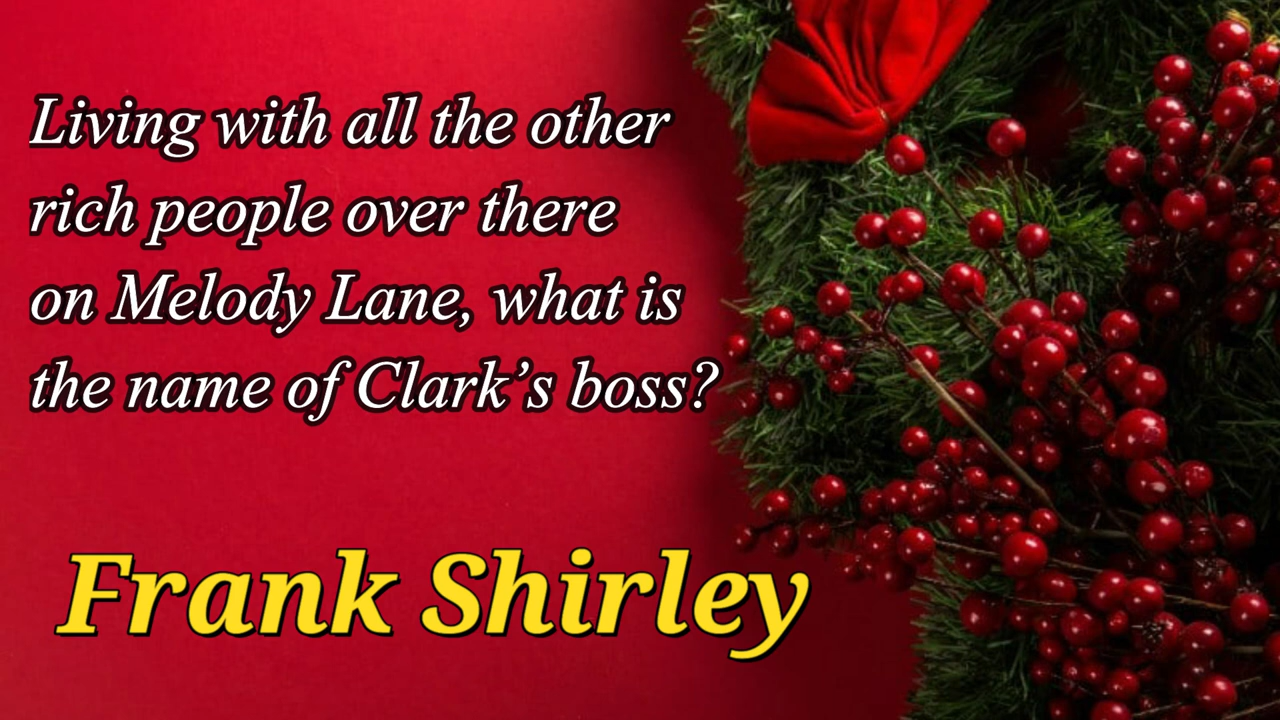 Living with all the other
rich people over there
on Melody Lane, what is
the name of Clark’s boss?
Frank Shirley